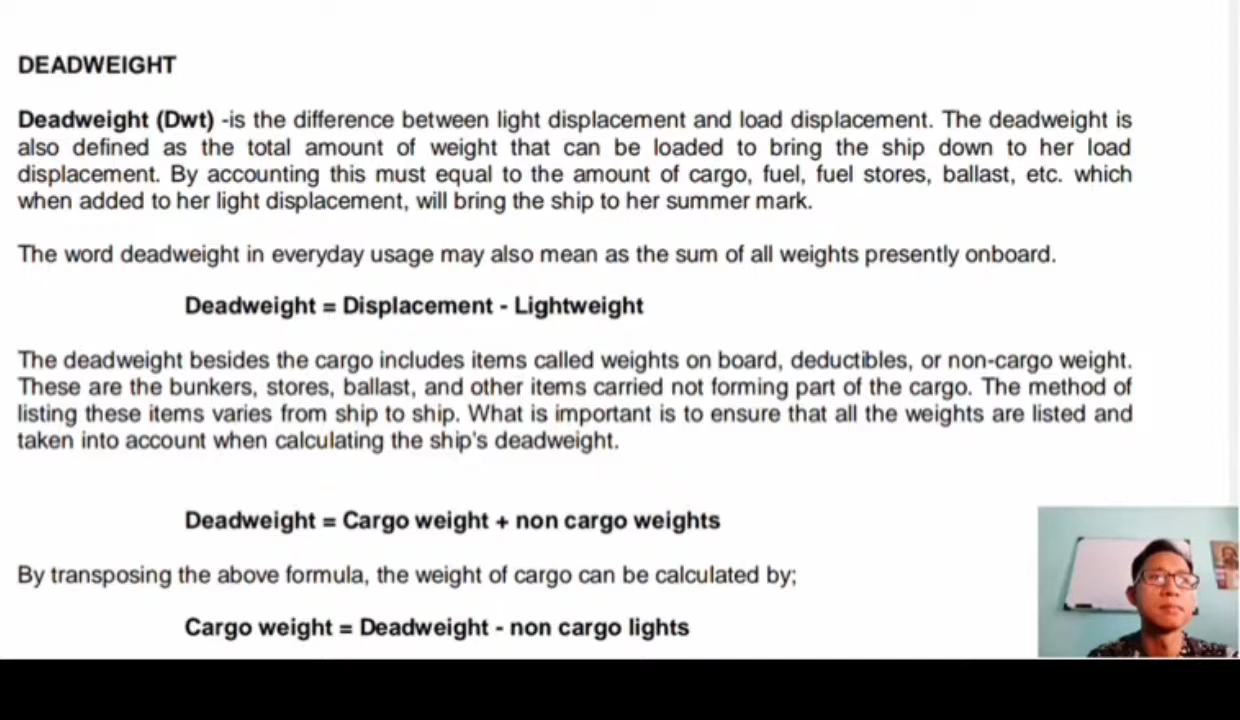 DEADWEIGHT
Deadweight (Dwt) -is the difference between light displacement and load displacement. The deadweight is
also defined as the total amount of weight that can be loaded to bring the ship down to her load
displacement. By accounting this must equal to the amount of cargo, fuel, fuel stores, ballast, etc. which
when added to her light displacement, will bring the ship to her summer mark.
The word deadweight in everyday usage may also mean as the sum of all weights presently onboard.
Deadweight = Displacement - Lightweight
The deadweight besides the cargo includes items called weights on board, deductibles, or non-cargo weight.
These are the bunkers, stores, ballast, and other items carried not forming part of the cargo. The method of
listing these items varies from ship to ship. What is important is to ensure that all the weights are listed and
taken into account when calculating the ship's deadweight.
Deadweight = Cargo weight + non cargo weights
By transposing the above formula, the weight of cargo can be calculated by;
Cargo weight = Deadweight - non cargo lights